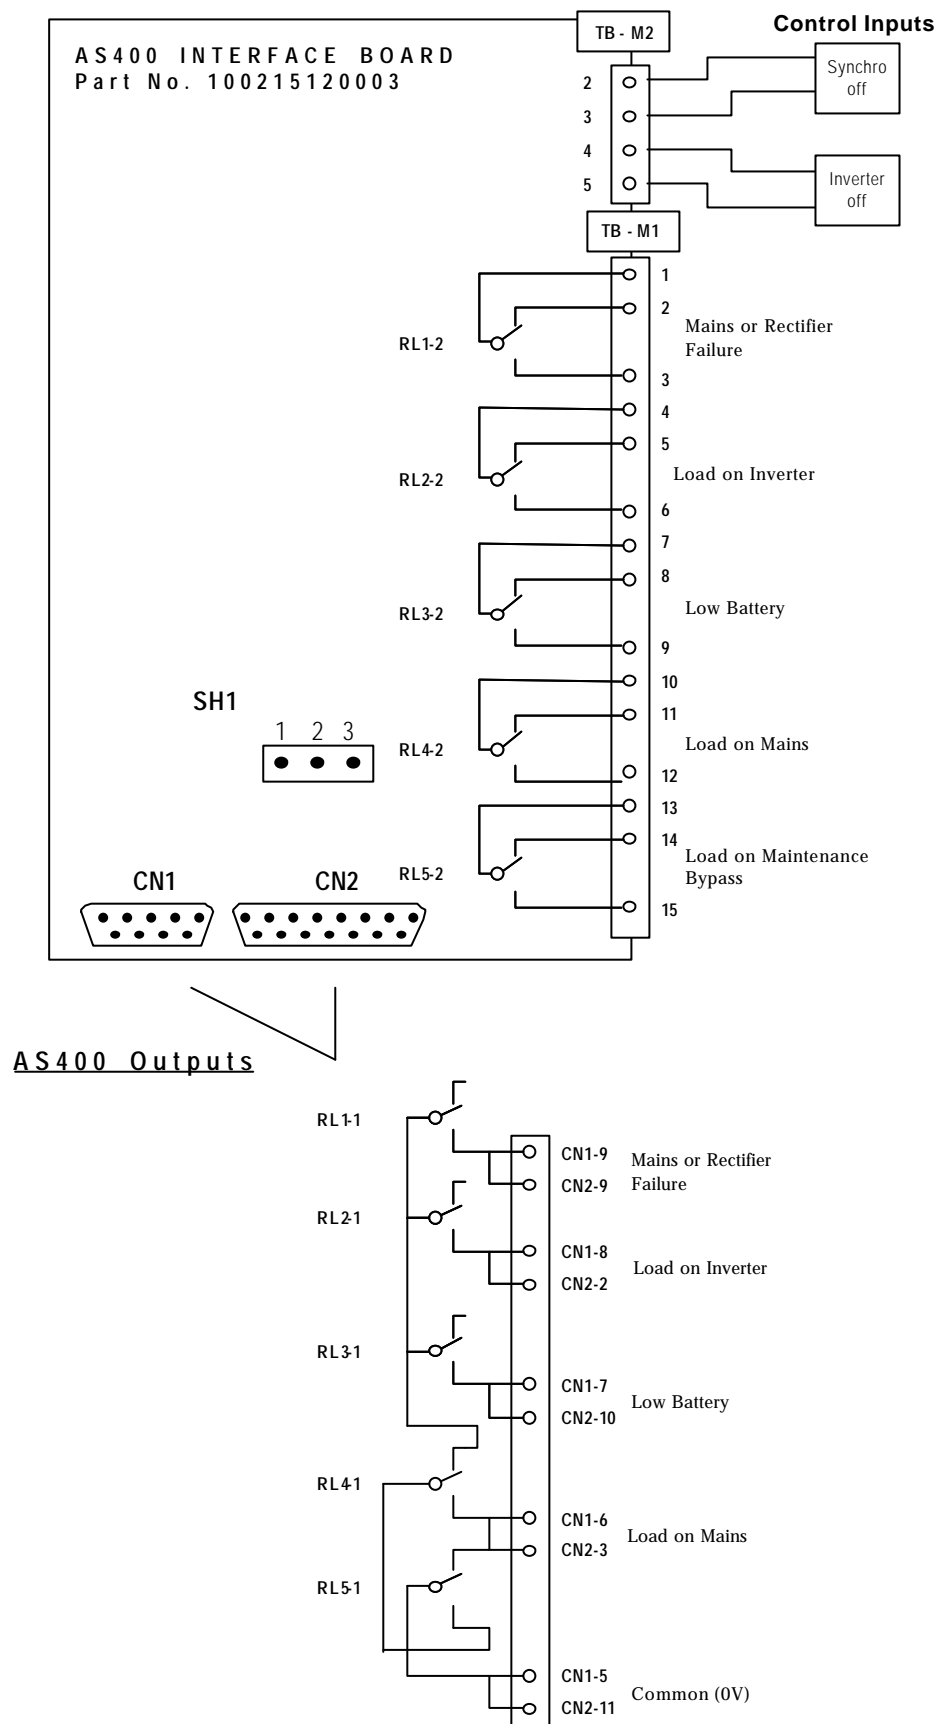 Control Inputs
TB - M2
AS400 INTERFACE BOARD
Part No. 100215120003
2
3
4
5
Synchro
off
Inverter
off
TB - M1
1
2
3
RL1-2
Mains or Rectifier
Failure
4
5
6
RL2-2
Load on Inverter
7
8
9
RL3-2
Low Battery
10
11
12
RL4-2
Load on Mains
SH1
1 2 3
13
14
15
RL5-2
Load on Maintenance
Bypass
CN1
CN2
AS400 Outputs
RL1-1
CN1-9
CN2-9
Mains or Rectifier
Failure
RL2-1
CN1-8
CN2-2
Load on Inverter
RL3-1
CN1-7
CN2-10
Low Battery
RL4-1
CN1-6
CN2-3
Load on Mains
RL5-1
CN1-5
CN2-11
Common (0V)